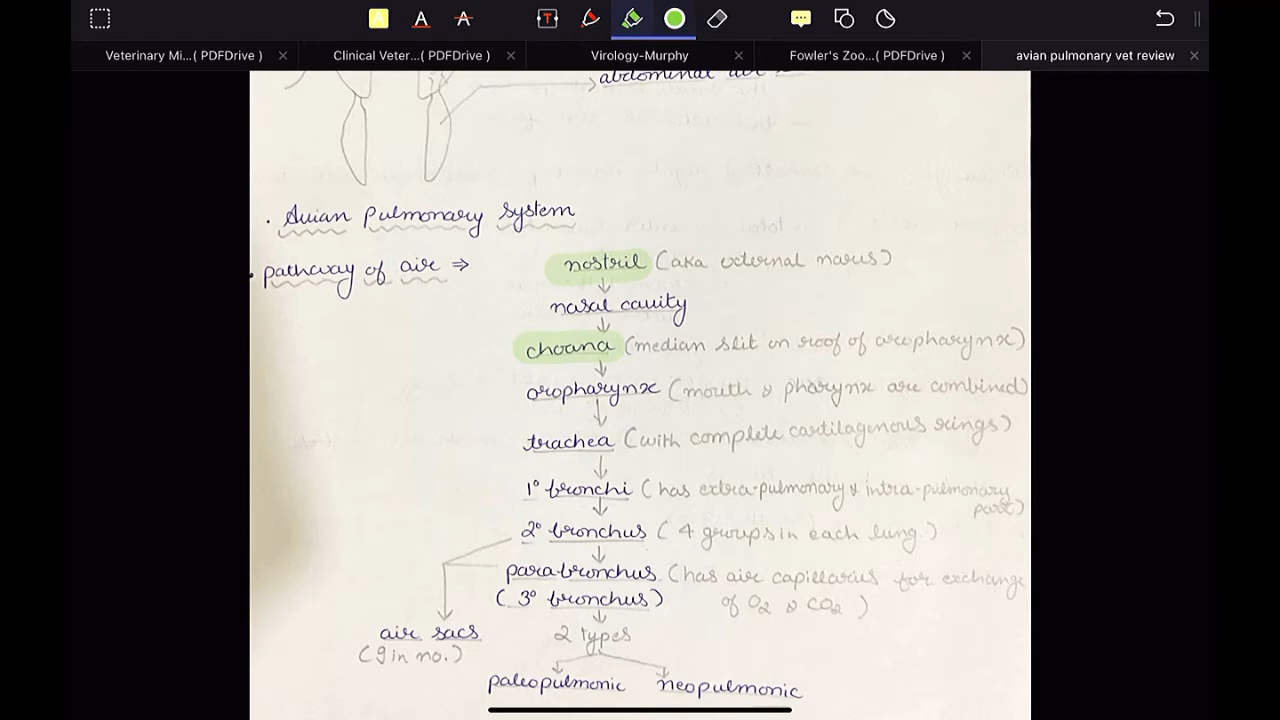 A A A T
Veterinary Mi...( PDFDrive )
Clinical Veter...( PDFDrive )
Virology-Murphy
Fowler's Zoo...( PDFDrive )
avian pulmonary vet review
abdominal air
. Avian Pulmonary System
. pathway of air ⇒
nostril (aka external nares)
↓
nasal cavity
↓
choana (median slit on roof of oropharynx)
↓
oropharynx (mouth & pharynx are combined)
↓
trachea (with complete cartilagenous rings)
↓
1° bronchi (has extra-pulmonary & intra-pulmonary
part)
↓
2° bronchus ( 4 groups in each lung )
↓
para-bronchus (has air capillaries for exchange
( 3° bronchus) of O2 & CO2 )
↓
air sacs 2 types
(9 in no.)
paleopulmonic neopulmonic